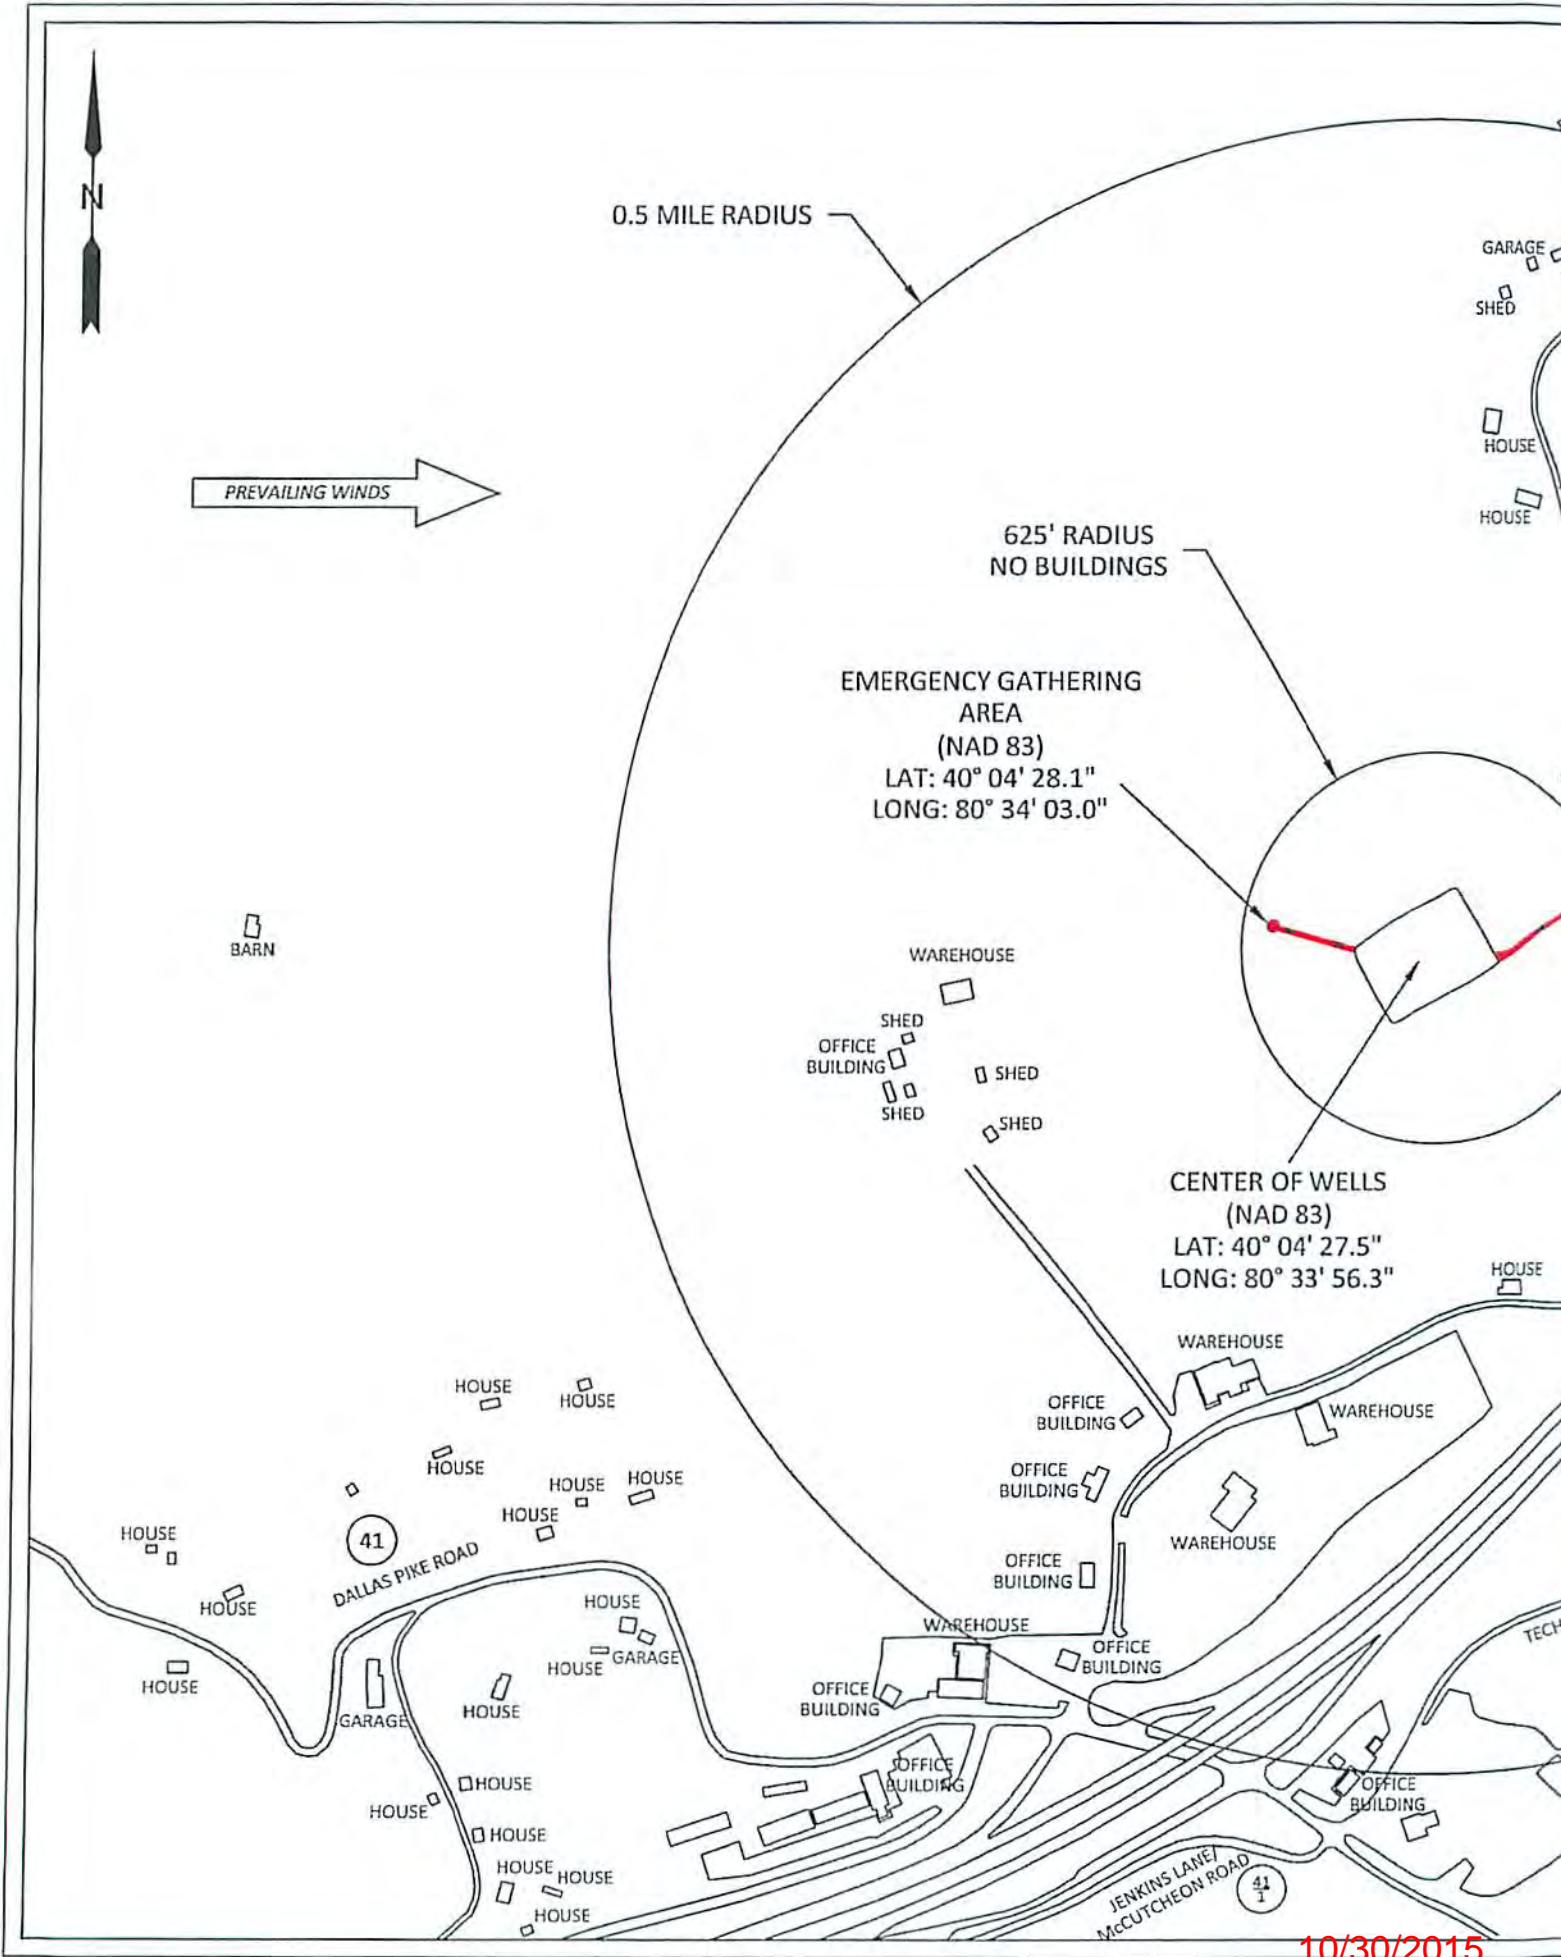 N
0.5 MILE RADIUS
GARAGE
SHED
HOUSE
HOUSE
PREVAILING WINDS
625' RADIUS
NO BUILDINGS
EMERGENCY GATHERING
AREA
(NAD 83)
LAT: 40° 04' 28.1"
LONG: 80° 34' 03.0"
BARN
WAREHOUSE
SHED
OFFICE
BUILDING
SHED
SHED
SHED
CENTER OF WELLS
(NAD 83)
LAT: 40° 04' 27.5"
LONG: 80° 33' 56.3"
HOUSE
WAREHOUSE
WAREHOUSE
OFFICE
BUILDING
OFFICE
BUILDING
WAREHOUSE
OFFICE
BUILDING
HOUSE
HOUSE
HOUSE
HOUSE
HOUSE
HOUSE
HOUSE
41
DALLAS PIKE ROAD
HOUSE
HOUSE
HOUSE
GARAGE
HOUSE
HOUSE
GARAGE
HOUSE
WAREHOUSE
OFFICE
BUILDING
OFFICE
BUILDING
TECH
OFFICE
BUILDING
OFFICE
BUILDING
HOUSE
HOUSE
HOUSE
HOUSE
HOUSE
HOUSE
JENKINS LANE/
McCUTCHEON ROAD
41
1
10/30/2015